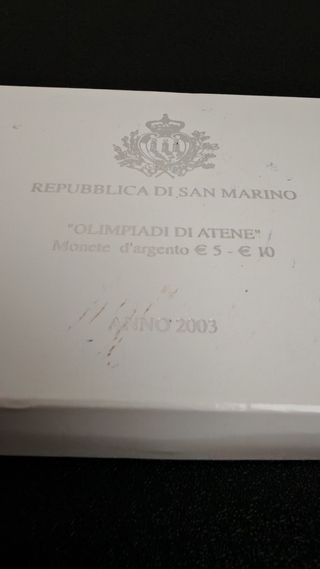 REPUBBLICA DI SAN MARINO
"OLIMPIADI DI ATENE"
Monete d'argento € 5 - € 10
ANNO 2003